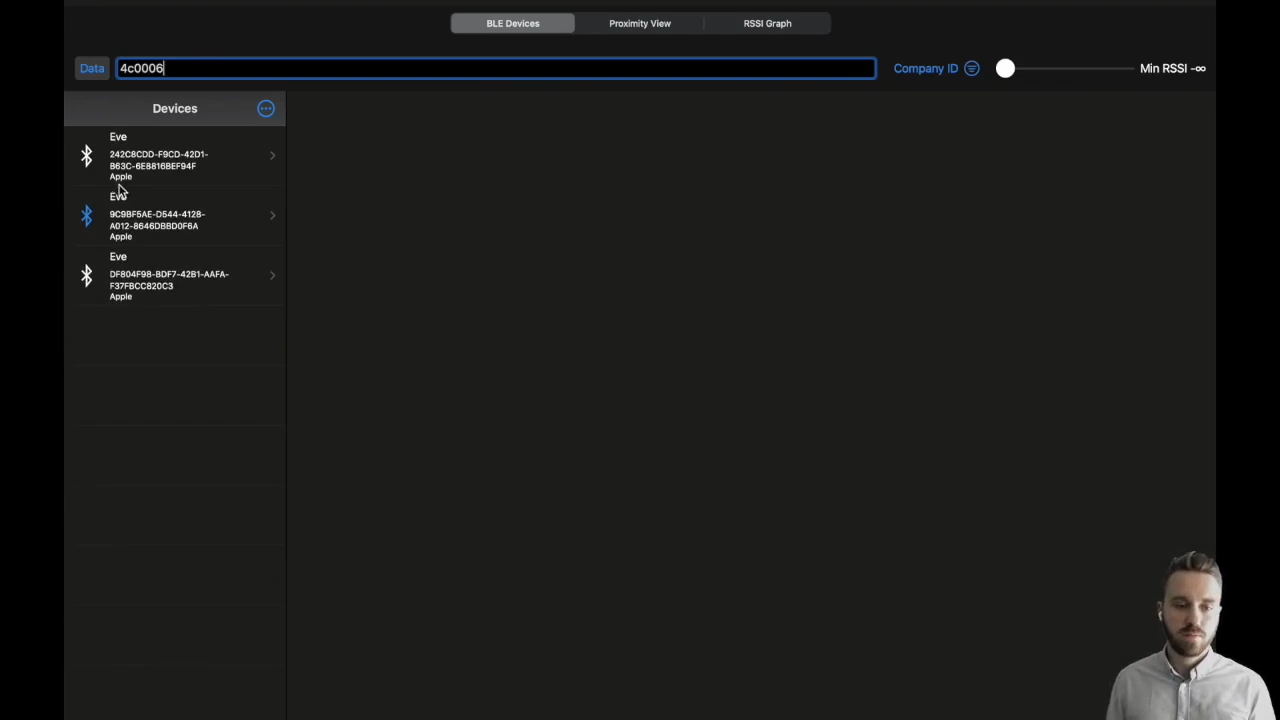 BLE Devices Proximity View RSSI Graph
Data 4c0006 Company ID Min RSSI -∞
Devices
Eve
242C8CDD-F9CD-42D1-
B63C-6E8816BEF94F
Apple
Eve
9C9BF5AE-D544-4128-
A012-8646DBBD0F6A
Apple
Eve
DF804F98-BDF7-42B1-AAFA-
F37FBCC820C3
Apple